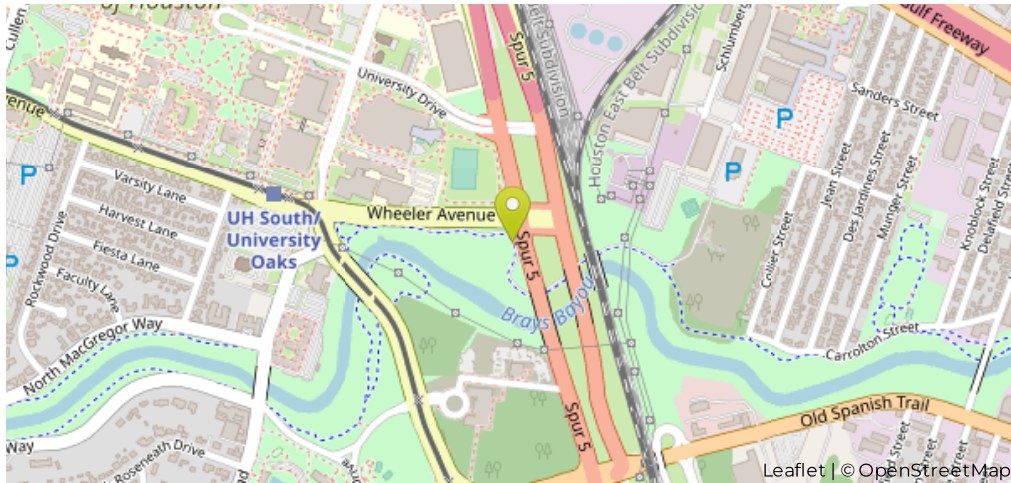 of Houston
Cullen
Spur 5
Belt Subdivision
Houston East Belt Subdivision
Schlumberg
Gulf Freeway
University Drive
Sanders Street
P
venue
P
P
P
Varsity Lane
Harvest Lane
Fiesta Lane
Faculty Lane
Rockwood Drive
UH South/
University
Oaks
Wheeler Avenue
Spur 5
Jean Street
Des Jardines Street
Munger Street
Collier Street
Knoblock Street
Delafield Street
Brays Bayou
North MacGregor Way
Carrolton Street
Spur 5
Old Spanish Trail
Way
Roseneath Drive
Street
Street
Leaflet | © OpenStreetMap